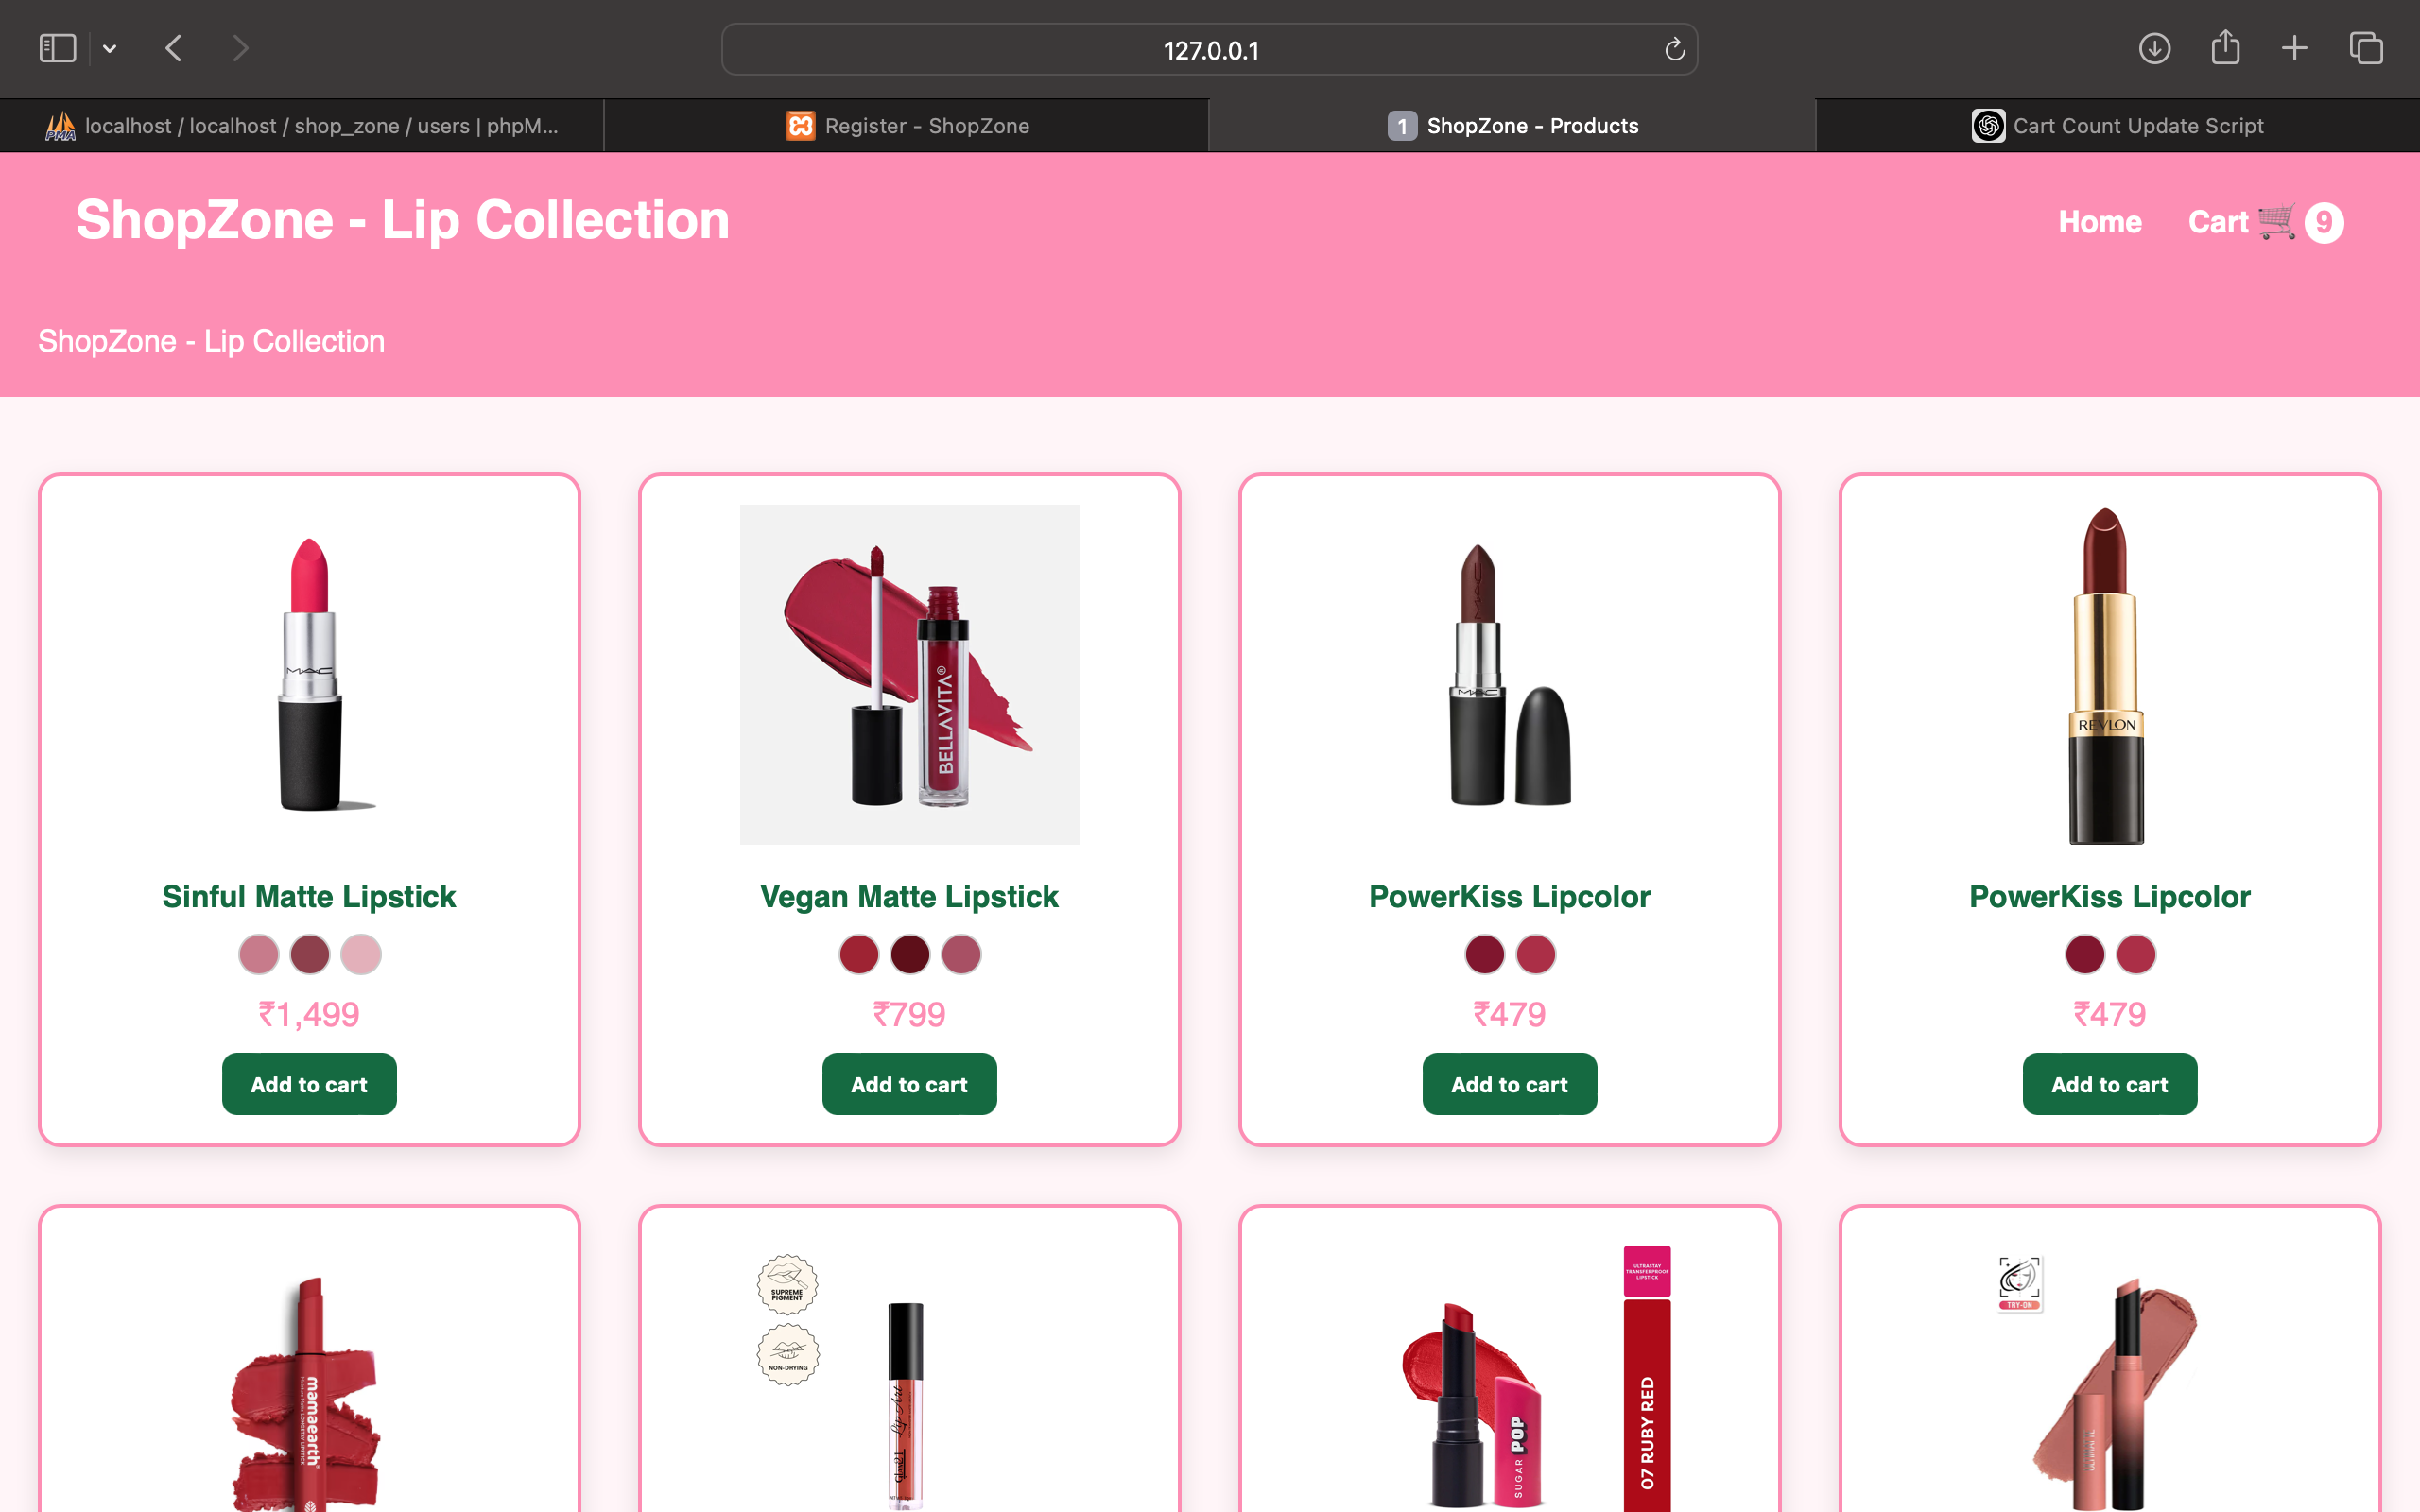 127.0.0.1
localhost / localhost / shop_zone / users | phpM...
Register - ShopZone
1 ShopZone - Products
Cart Count Update Script
ShopZone - Lip Collection
Home
Cart 9
ShopZone - Lip Collection
MAC
BELLAVITA®
MAC
REVLON
Sinful Matte Lipstick
Vegan Matte Lipstick
PowerKiss Lipcolor
PowerKiss Lipcolor
₹1,499
₹799
₹479
₹479
Add to cart
Add to cart
Add to cart
Add to cart
mamaearth
SUPREME
PIGMENT
NON-DRYING
Lip Art
ULTRASTAY
TRANSFERPROOF
LIPSTICK
07 RUBY RED
SUGAR POP
TRY-ON